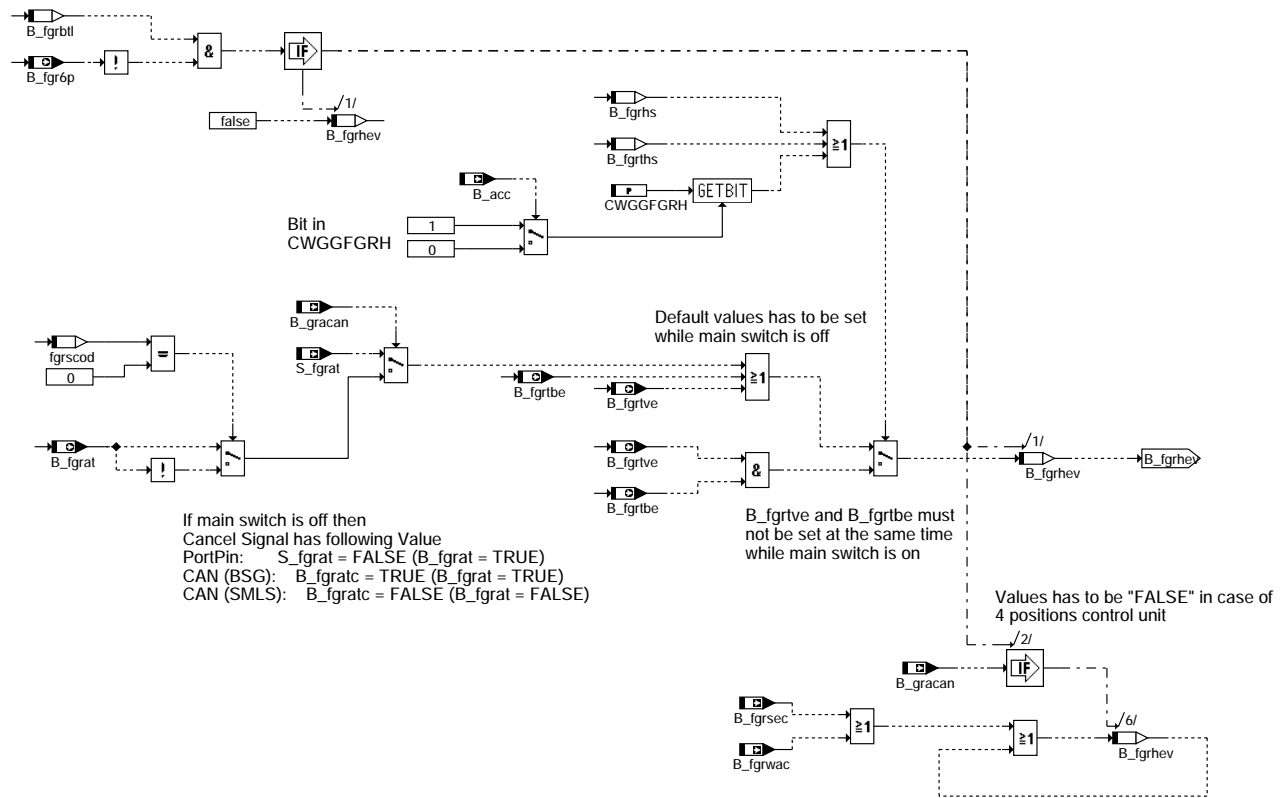 B_fgrbtl
B_fgr6p
!
&
IF
/1/
false
B_fgrhev
B_fgrhs
B_fgrths
≥1
B_acc
P
CWGGFGRH
GETBIT
Bit in
CWGGFGRH
1
0
B_gracan
S_fgrat
fgrscod
0
=
B_fgrat
!
Default values has to be set
while main switch is off
B_fgrtbe
B_fgrtve
≥1
B_fgrtve
B_fgrtbe
&
/1/
B_fgrhev
B_fgrhev
If main switch is off then
Cancel Signal has following Value
PortPin: S_fgrat = FALSE (B_fgrat = TRUE)
CAN (BSG): B_fgratc = TRUE (B_fgrat = TRUE)
CAN (SMLS): B_fgratc = FALSE (B_fgrat = FALSE)
B_fgrtve and B_fgrtbe must
not be set at the same time
while main switch is on
Values has to be "FALSE" in case of
4 positions control unit
/2/
IF
B_gracan
B_fgrsec
B_fgrwac
≥1
≥1
/6/
B_fgrhev